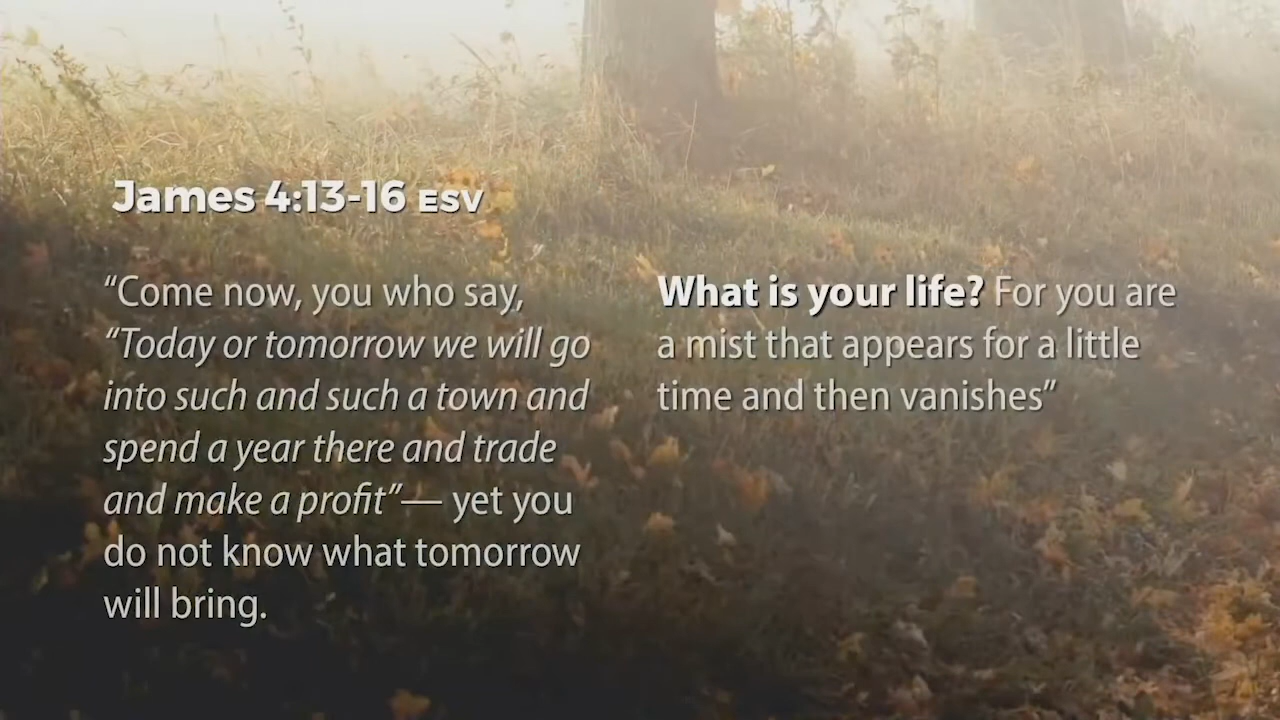 James 4:13-16 ESV
“Come now, you who say,
“Today or tomorrow we will go
into such and such a town and
spend a year there and trade
and make a profit”— yet you
do not know what tomorrow
will bring.
What is your life? For you are
a mist that appears for a little
time and then vanishes”